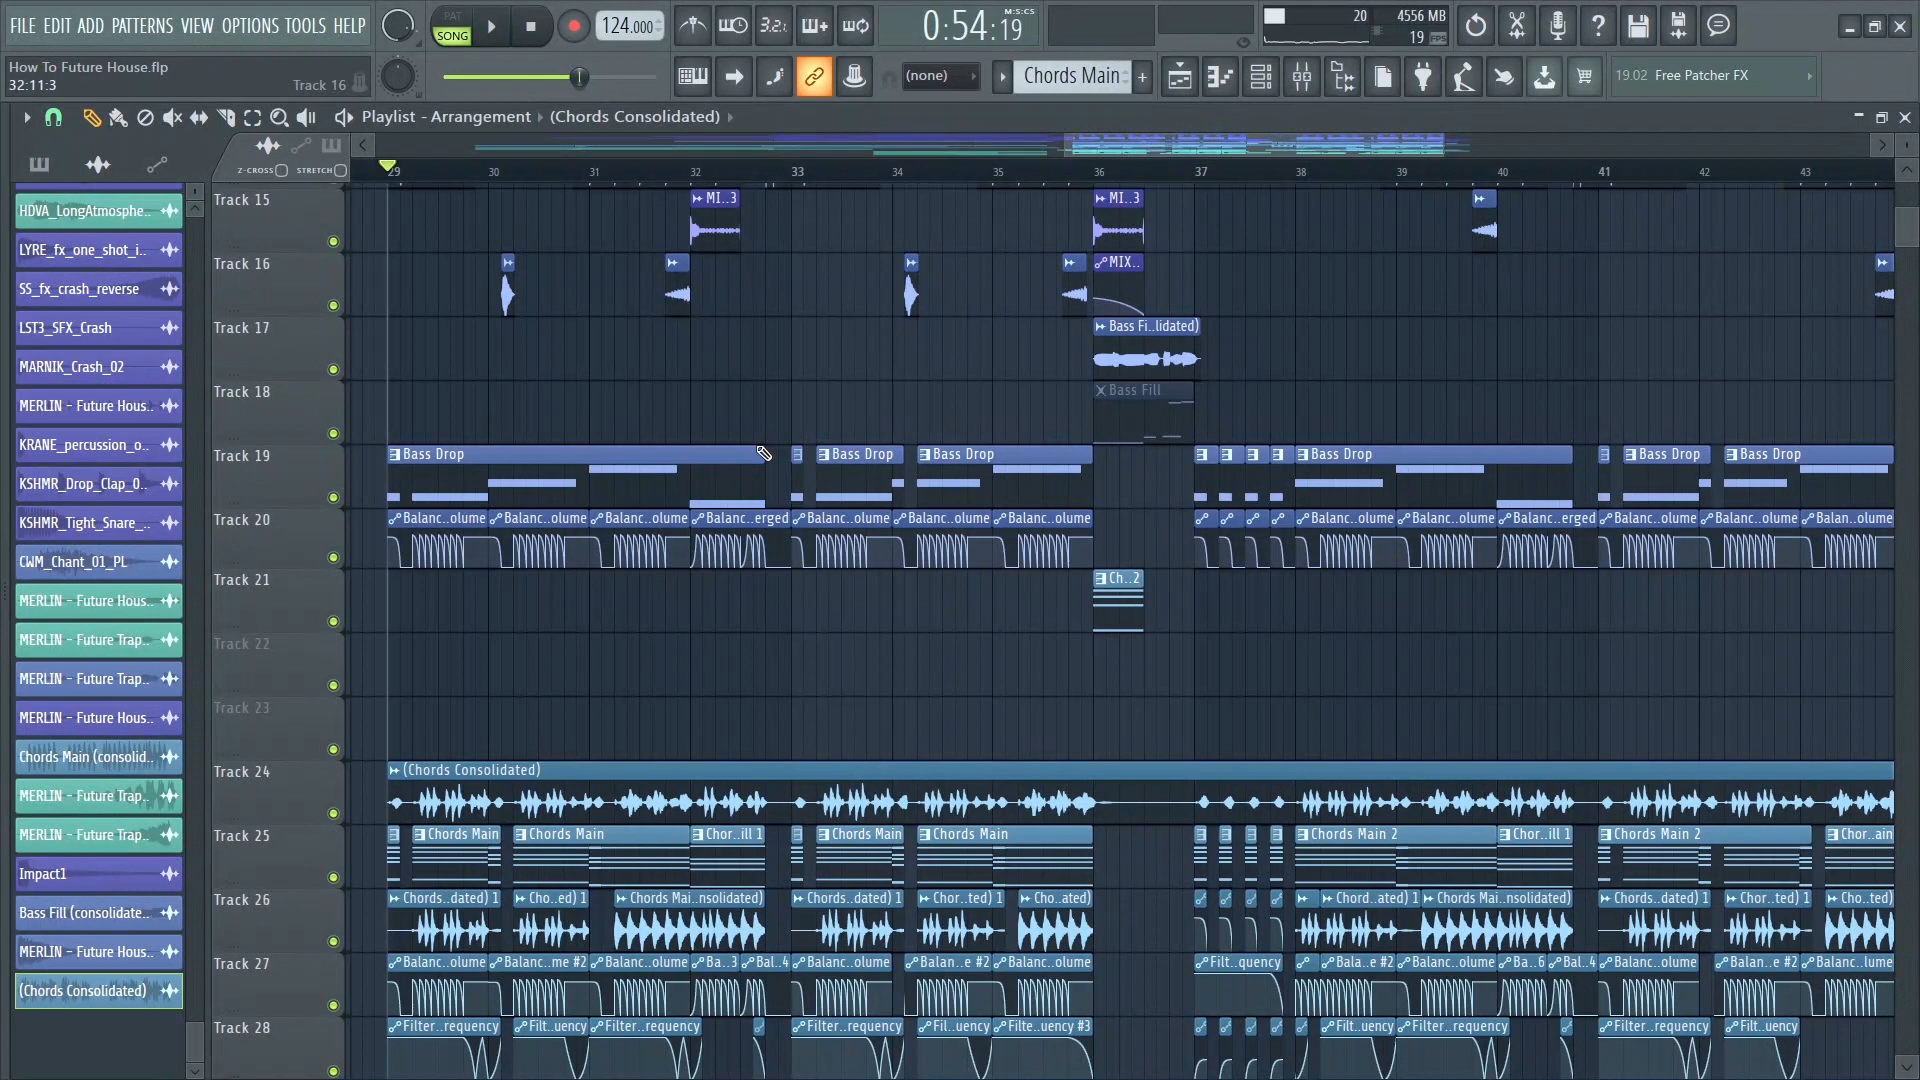 FILE EDIT ADD PATTERNS VIEW OPTIONS TOOLS HELP
PAT
SONG
124.000
3.2.
0:54:19
M:S:CS
20
4556 MB
19
FPS
How To Future House.flp
32:11:3
Track 16
(none)
Chords Main
19.02 Free Patcher FX
Playlist - Arrangement
(Chords Consolidated)
Z-CROSS
STRETCH
29
30
31
32
33
34
35
36
37
38
39
40
41
42
43
HDVA_LongAtmosphe..
LYRE_fx_one_shot_i..
SS_fx_crash_reverse
LST3_SFX_Crash
MARNIK_Crash_02
MERLIN - Future Hous..
KRANE_percussion_o..
KSHMR_Drop_Clap_0..
KSHMR_Tight_Snare_..
CWM_Chant_01_PL
MERLIN - Future Hous..
MERLIN - Future Trap..
MERLIN - Future Trap..
MERLIN - Future Hous..
Chords Main (consolid..
MERLIN - Future Trap..
MERLIN - Future Trap..
Impact1
Bass Fill (consolidate..
MERLIN - Future Hous..
(Chords Consolidated)
Track 15
MI..3
MI..3
Track 16
MIX..
Track 17
Bass Fi..lidated)
Track 18
Bass Fill
Track 19
Bass Drop
Bass Drop
Bass Drop
Bass Drop
Bass Drop
Bass Drop
Track 20
Balanc..olume
Balanc..olume
Balanc..olume
Balanc..erged
Balanc..olume
Balanc..olume
Balanc..olume
Balanc..olume
Balanc..olume
Balanc..erged
Balanc..olume
Balanc..olume
Balan..olume
Track 21
Ch..2
Track 22
Track 23
Track 24
(Chords Consolidated)
Track 25
Chords Main
Chords Main
Chor..ill 1
Chords Main
Chords Main
Chords Main 2
Chor..ill 1
Chords Main 2
Chor..ain
Track 26
Chords..dated) 1
Cho..ed) 1
Chords Mai..nsolidated)
Chords..dated) 1
Chor..ted) 1
Cho..ated)
Chord..ated) 1
Chords Mai..nsolidated)
Chords..dated) 1
Chor..ted) 1
Cho..ted)
Track 27
Balanc..olume
Balanc..me #2
Balanc..olume
Ba..3
Bal..4
Balanc..olume
Balan..e #2
Balanc..olume
Filt..quency
Bala..e #2
Balanc..olume
Ba..6
Bal..4
Balanc..olume
Balan..e #2
Balanc..lume
Track 28
Filter..requency
Filt..uency
Filter..requency
Filter..requency
Fil..uency
Filte..uency #3
Filt..uency
Filter..requency
Filter..requency
Filt..uency